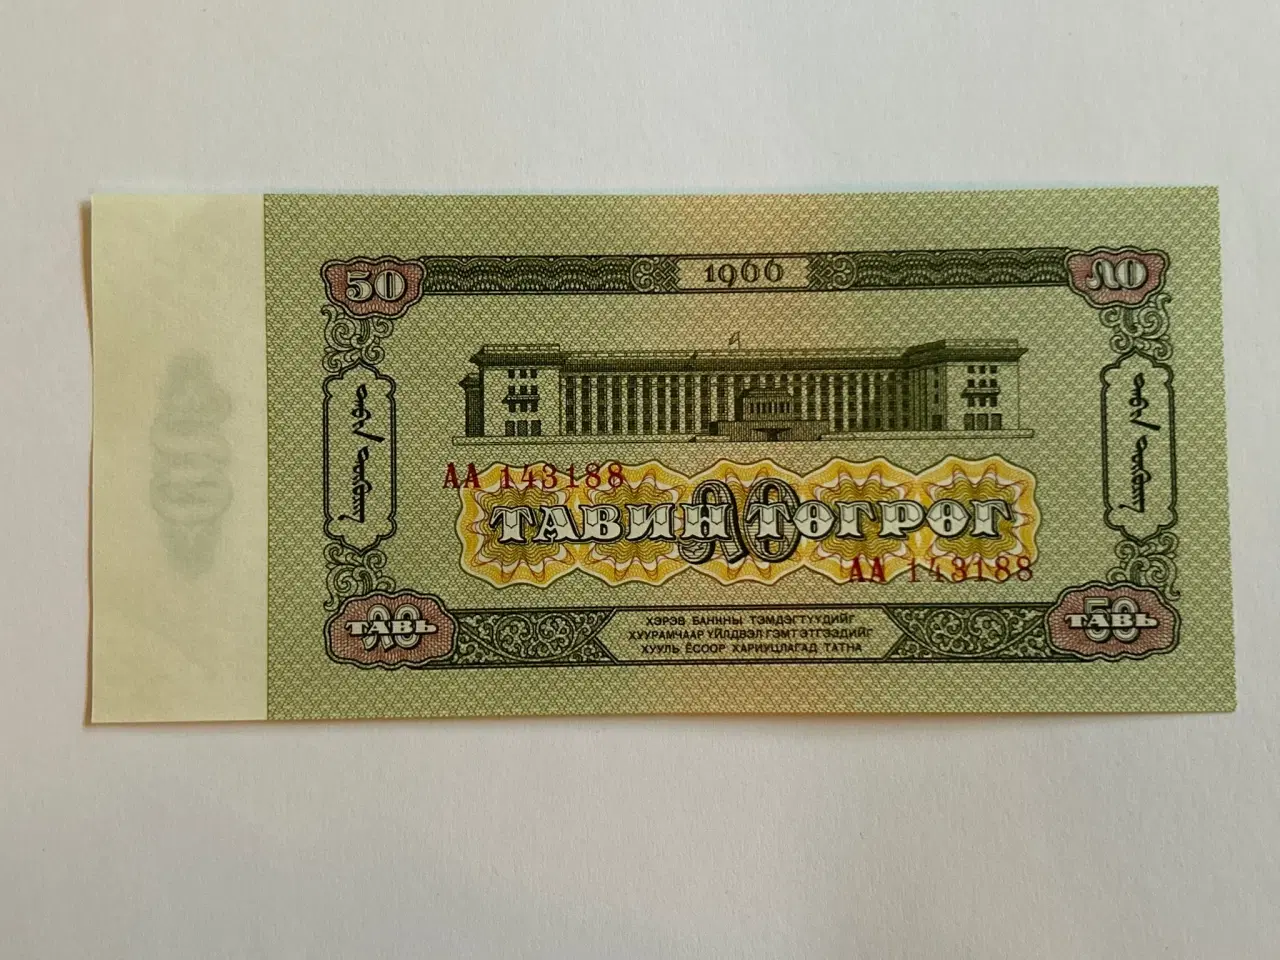 50
1966
᠕᠐
АА 143188
50
ТАВИН ТӨГРӨГ
АА 143188
ТАВЬ
ХЭРЭВ БАНКНЫ ТЭМДЭГТҮҮДИЙГ
ХУУРАМЧААР ҮЙЛДВЭЛ ГЭМТ ЭТГЭЭДИЙГ
ХУУЛЬ ЁСООР ХАРИУЦЛАГАД ТАТНА
50
ТАВЬ